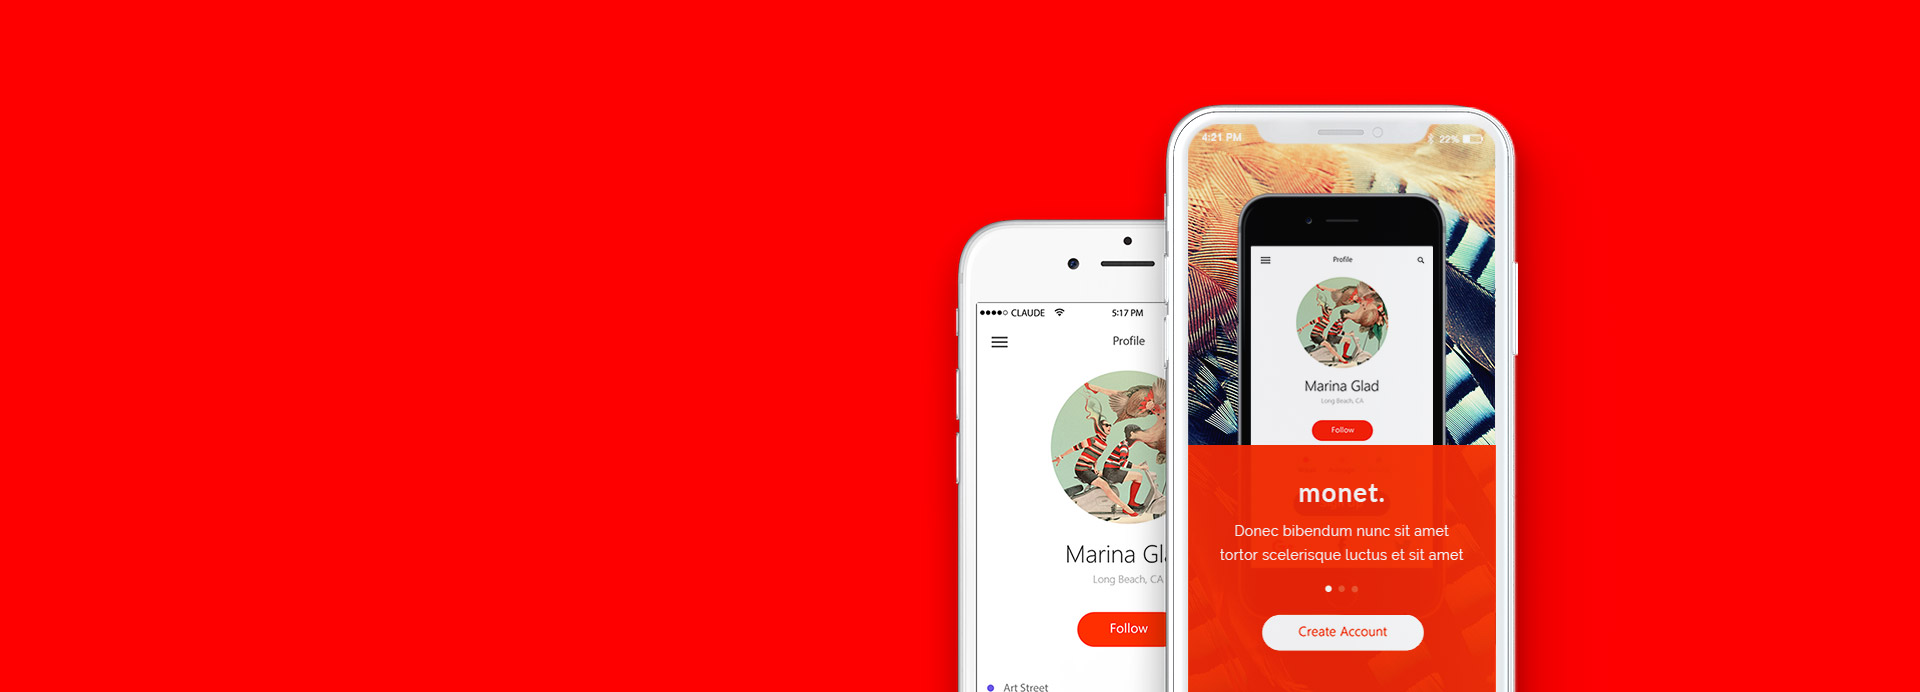 ●●●●○ CLAUDE
5:17 PM
Profile
Marina Gla
Long Beach, CA
Follow
Art Street
4:21 PM
22%
Profile
Marina Glad
Long Beach, CA
Follow
monet.
Donec bibendum nunc sit amet
tortor scelerisque luctus et sit amet
Create Account